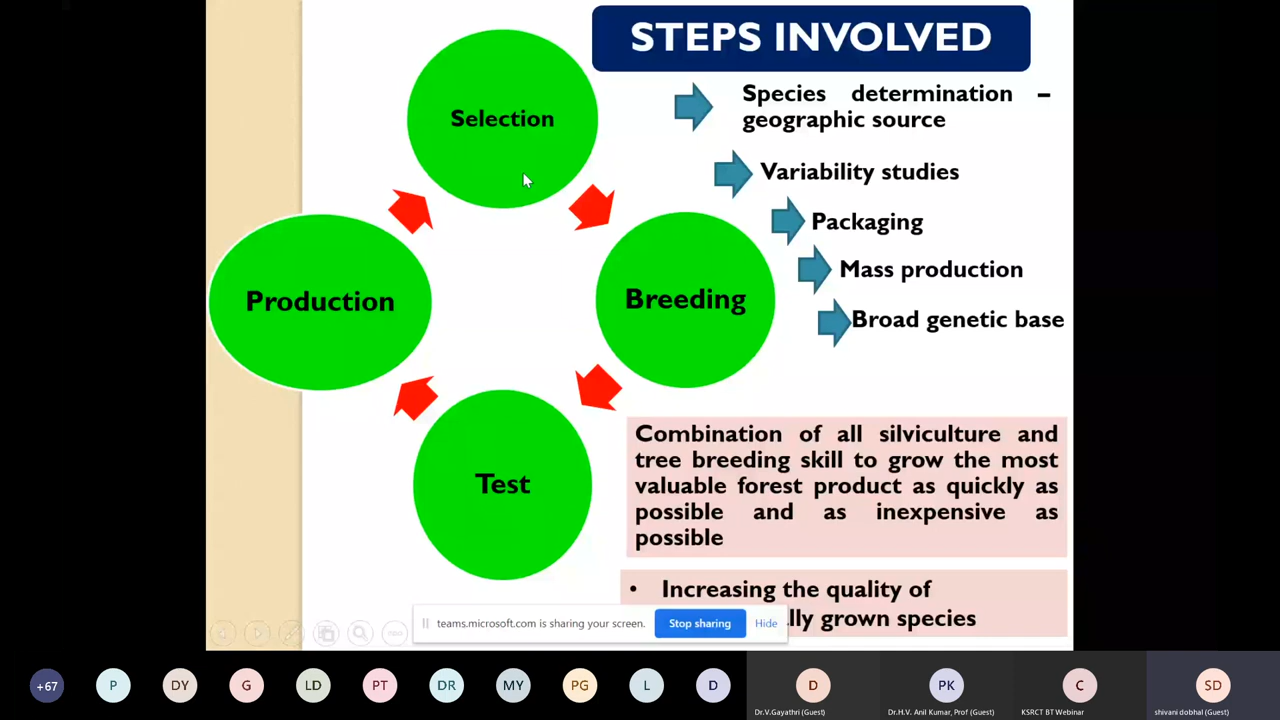 STEPS INVOLVED
Selection
Production
Breeding
Test
Species determination –
geographic source
Variability studies
Packaging
Mass production
Broad genetic base
Combination of all silviculture and
tree breeding skill to grow the most
valuable forest product as quickly as
possible and as inexpensive as
possible
• Increasing the quality of
grown species
teams.microsoft.com is sharing your screen. Stop sharing Hide
+67 P DY G LD PT DR MY PG L D D PK C SD
Dr.V.Gayathri (Guest) Dr.H.V. Anil Kumar, Prof (Guest) KSRCT BT Webinar shivani dobhal (Guest)